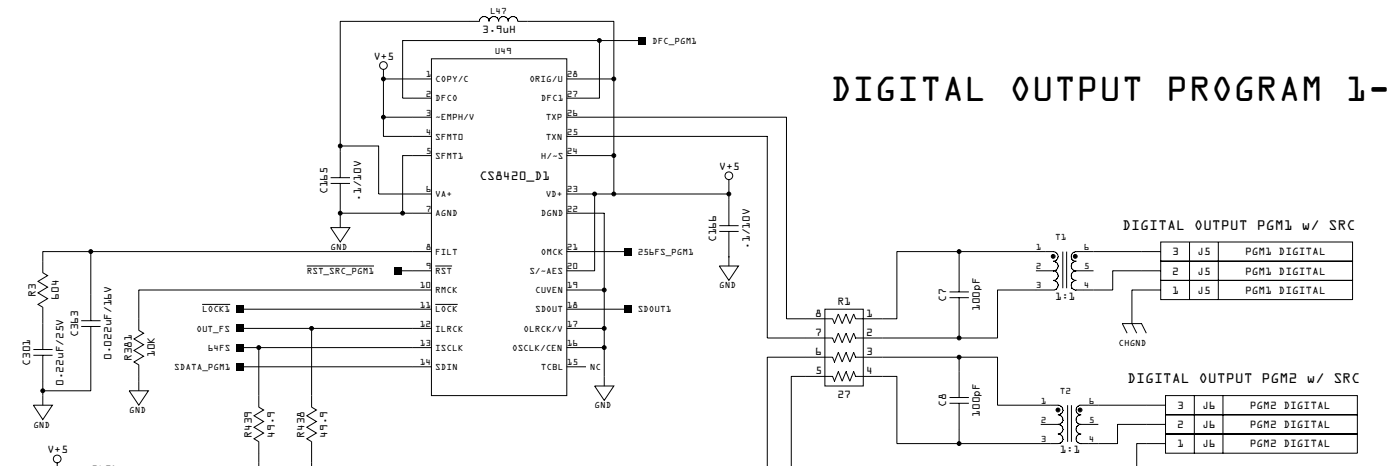 L47
3.9uH
DFC_PGM1
U49
V+5
1 COPY/C ORIG/U 28
2 DFC0 DFC1 27
3 -EMPH/V TXP 26
4 SFMT0 TXN 25
5 SFMT1 H/-S 24
CS8420_D1
6 VA+ VD+ 23
7 AGND DGND 22
8 FILT OMCK 21
9 RST S/-AES 20
10 RMCK CUVEN 19
11 LOCK SDOUT 18
12 ILRCK OLRCK/V 17
13 ISCLK OSCLK/CEN 16
14 SDIN TCBL 15 NC
DIGITAL OUTPUT PROGRAM 1-
C165
.1/10V
GND
V+5
C166
.1/10V
GND
256FS_PGM1
RST_SRC_PGM1
LOCK1
OUT_FS
64FS
SDATA_PGM1
SDOUT1
R3
604
C301
0.22uF/25V
C363
0.022uF/16V
R381
10K
GND
GND
GND
R439
49.9
R438
49.9
V+5
R1
8 1
7 2
6 3
5 4
27
C7
100pF
C8
100pF
T1
1 6
2 5
3 4
1:1
DIGITAL OUTPUT PGM1 w/ SRC
3 J5 PGM1 DIGITAL
2 J5 PGM1 DIGITAL
1 J5 PGM1 DIGITAL
CHGND
T2
1 6
2 5
3 4
1:1
DIGITAL OUTPUT PGM2 w/ SRC
3 J6 PGM2 DIGITAL
2 J6 PGM2 DIGITAL
1 J6 PGM2 DIGITAL